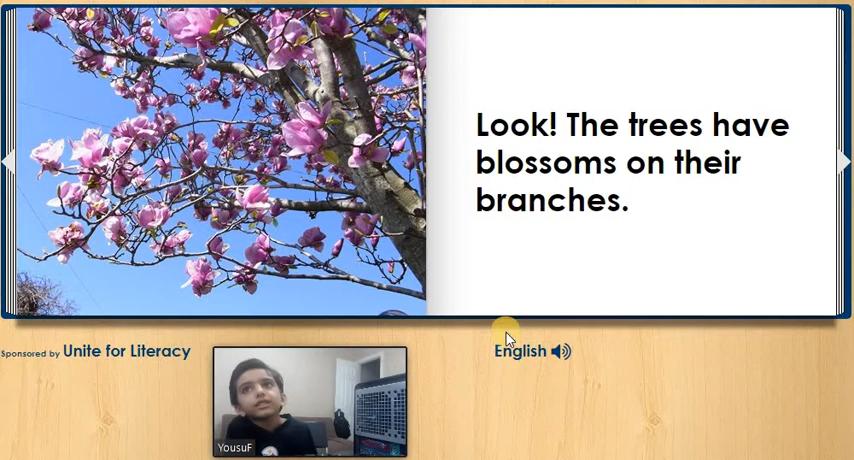 Look! The trees have
blossoms on their
branches.
Sponsored by Unite for Literacy
English
YousuF